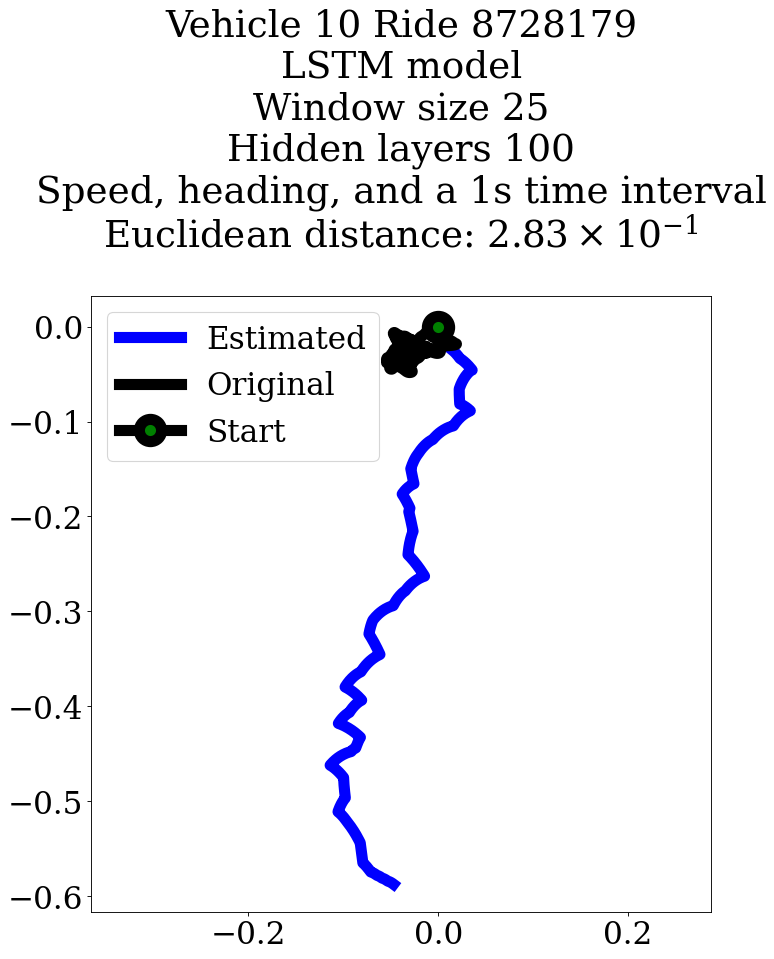 Vehicle 10 Ride 8728179
LSTM model
Window size 25
Hidden layers 100
Speed, heading, and a 1s time interval
Euclidean distance: 2.83 × 10⁻¹
Estimated
Original
Start
0.0
−0.1
−0.2
−0.3
−0.4
−0.5
−0.6
−0.2 0.0 0.2